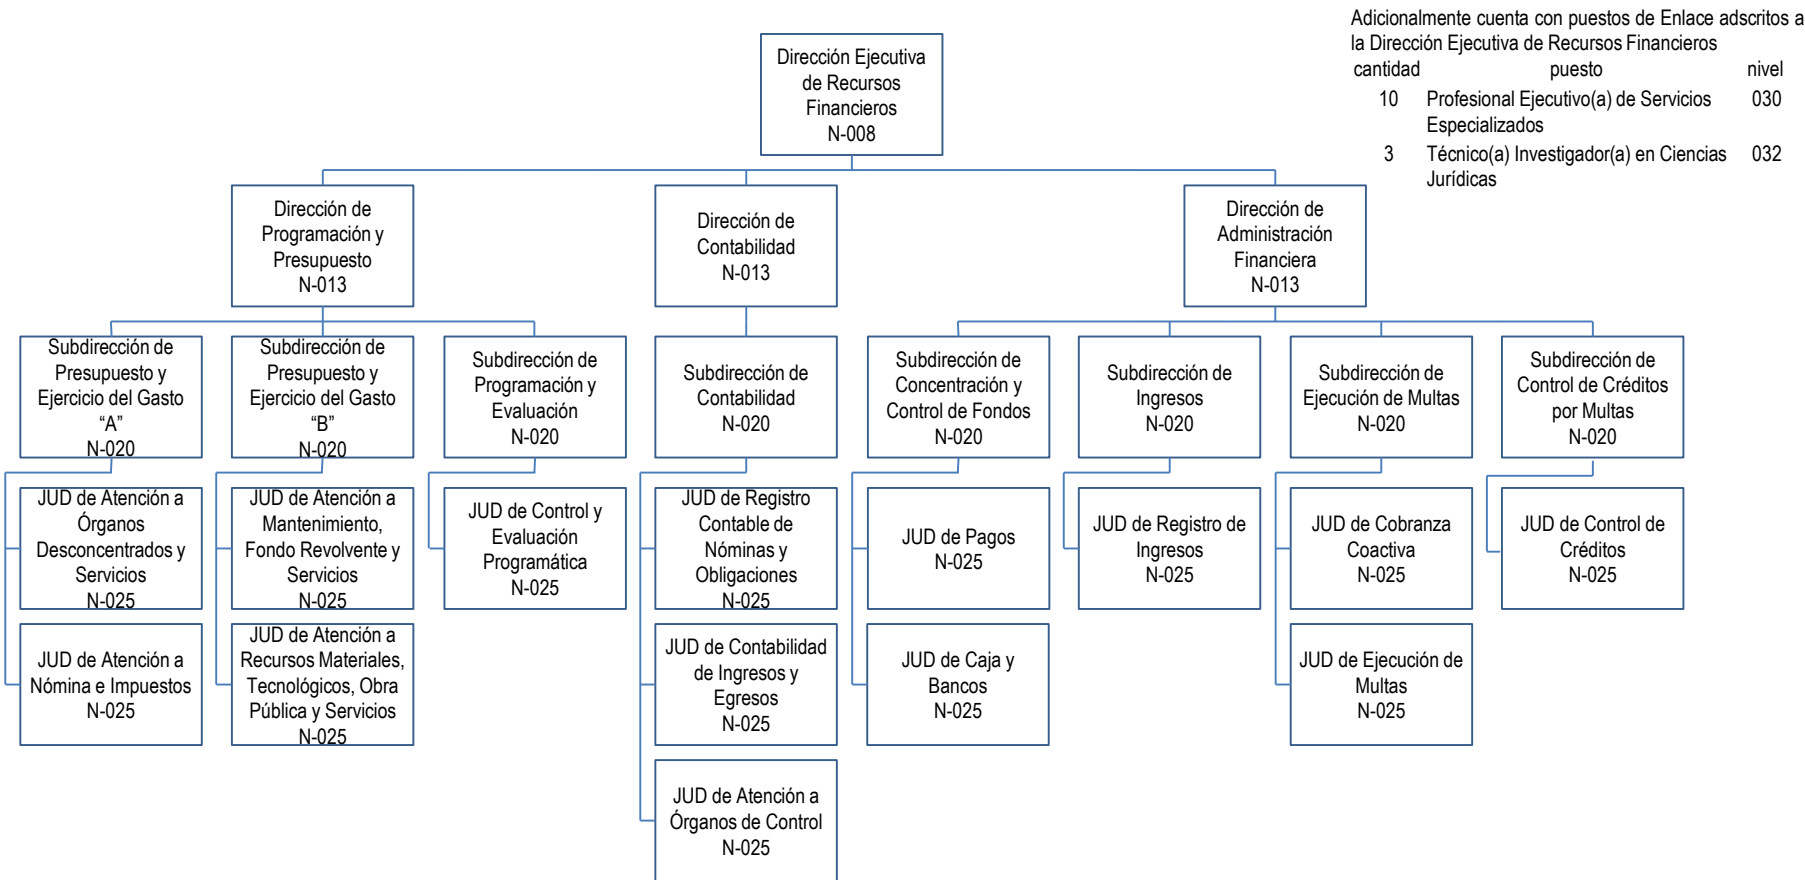 Adicionalmente cuenta con puestos de Enlace adscritos a
la Dirección Ejecutiva de Recursos Financieros
cantidad puesto nivel
10 Profesional Ejecutivo(a) de Servicios 030
Especializados
3 Técnico(a) Investigador(a) en Ciencias 032
Jurídicas
Dirección Ejecutiva
de Recursos
Financieros
N-008
Dirección de
Programación y
Presupuesto
N-013
Dirección de
Contabilidad
N-013
Dirección de
Administración
Financiera
N-013
Subdirección de
Presupuesto y
Ejercicio del Gasto
“A”
N-020
Subdirección de
Presupuesto y
Ejercicio del Gasto
“B”
N-020
Subdirección de
Programación y
Evaluación
N-020
Subdirección de
Contabilidad
N-020
Subdirección de
Concentración y
Control de Fondos
N-020
Subdirección de
Ingresos
N-020
Subdirección de
Ejecución de Multas
N-020
Subdirección de
Control de Créditos
por Multas
N-020
JUD de Atención a
Órganos
Desconcentrados y
Servicios
N-025
JUD de Atención a
Mantenimiento,
Fondo Revolvente y
Servicios
N-025
JUD de Control y
Evaluación
Programática
N-025
JUD de Registro
Contable de
Nóminas y
Obligaciones
N-025
JUD de Pagos
N-025
JUD de Registro de
Ingresos
N-025
JUD de Cobranza
Coactiva
N-025
JUD de Control de
Créditos
N-025
JUD de Atención a
Nómina e Impuestos
N-025
JUD de Atención a
Recursos Materiales,
Tecnológicos, Obra
Pública y Servicios
N-025
JUD de Contabilidad
de Ingresos y
Egresos
N-025
JUD de Caja y
Bancos
N-025
JUD de Ejecución de
Multas
N-025
JUD de Atención a
Órganos de Control
N-025